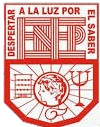 DESPERTAR A LA LUZ POR EL SABER
ENP